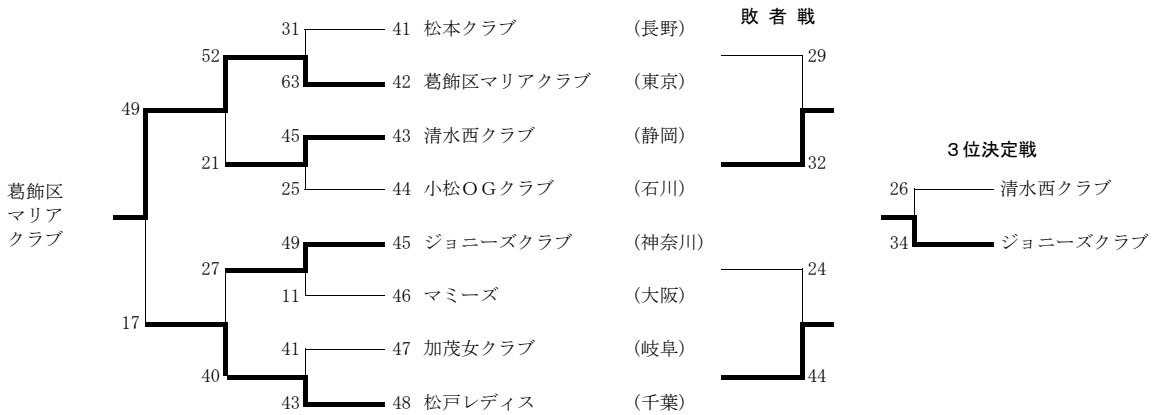 敗 者 戦
31 41 松本クラブ (長野)
52 29
63 42 葛飾区マリアクラブ (東京)
49
45 43 清水西クラブ (静岡)
21 32
3位決定戦
25 44 小松OGクラブ (石川) 26 清水西クラブ
葛飾区
マリア
クラブ
49 45 ジョニーズクラブ (神奈川) 34 ジョニーズクラブ
27 24
11 46 マミーズ (大阪)
17
41 47 加茂女クラブ (岐阜)
40 44
43 48 松戸レディス (千葉)